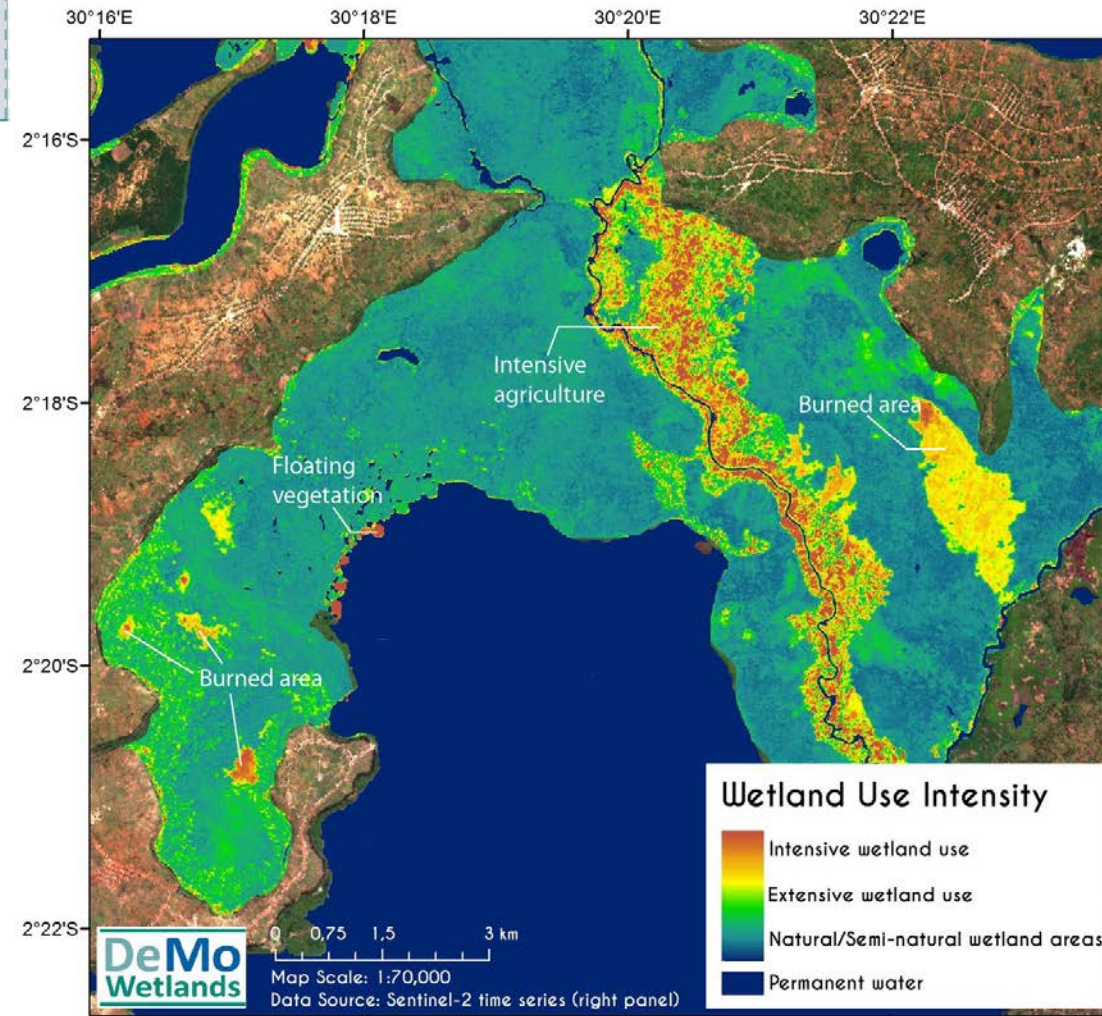 30°16'E
30°18'E
30°20'E
30°22'E
2°16'S
2°18'S
2°20'S
2°22'S
Intensive
agriculture
Burned area
Floating
vegetation
Burned area
Wetland Use Intensity
Intensive wetland use
Extensive wetland use
Natural/Semi-natural wetland areas
Permanent water
DeMo
Wetlands
0 0,75 1,5 3 km
Map Scale: 1:70,000
Data Source: Sentinel-2 time series (right panel)